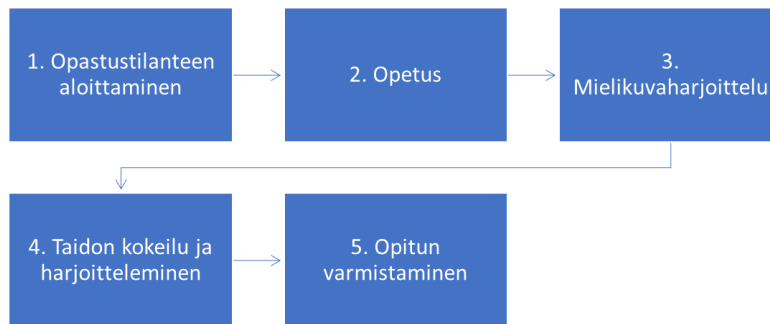 1. Opastustilanteen
aloittaminen
2. Opetus
3.
Mielikuvaharjoittelu
4. Taidon kokeilu ja
harjoitteleminen
5. Opitun
varmistaminen